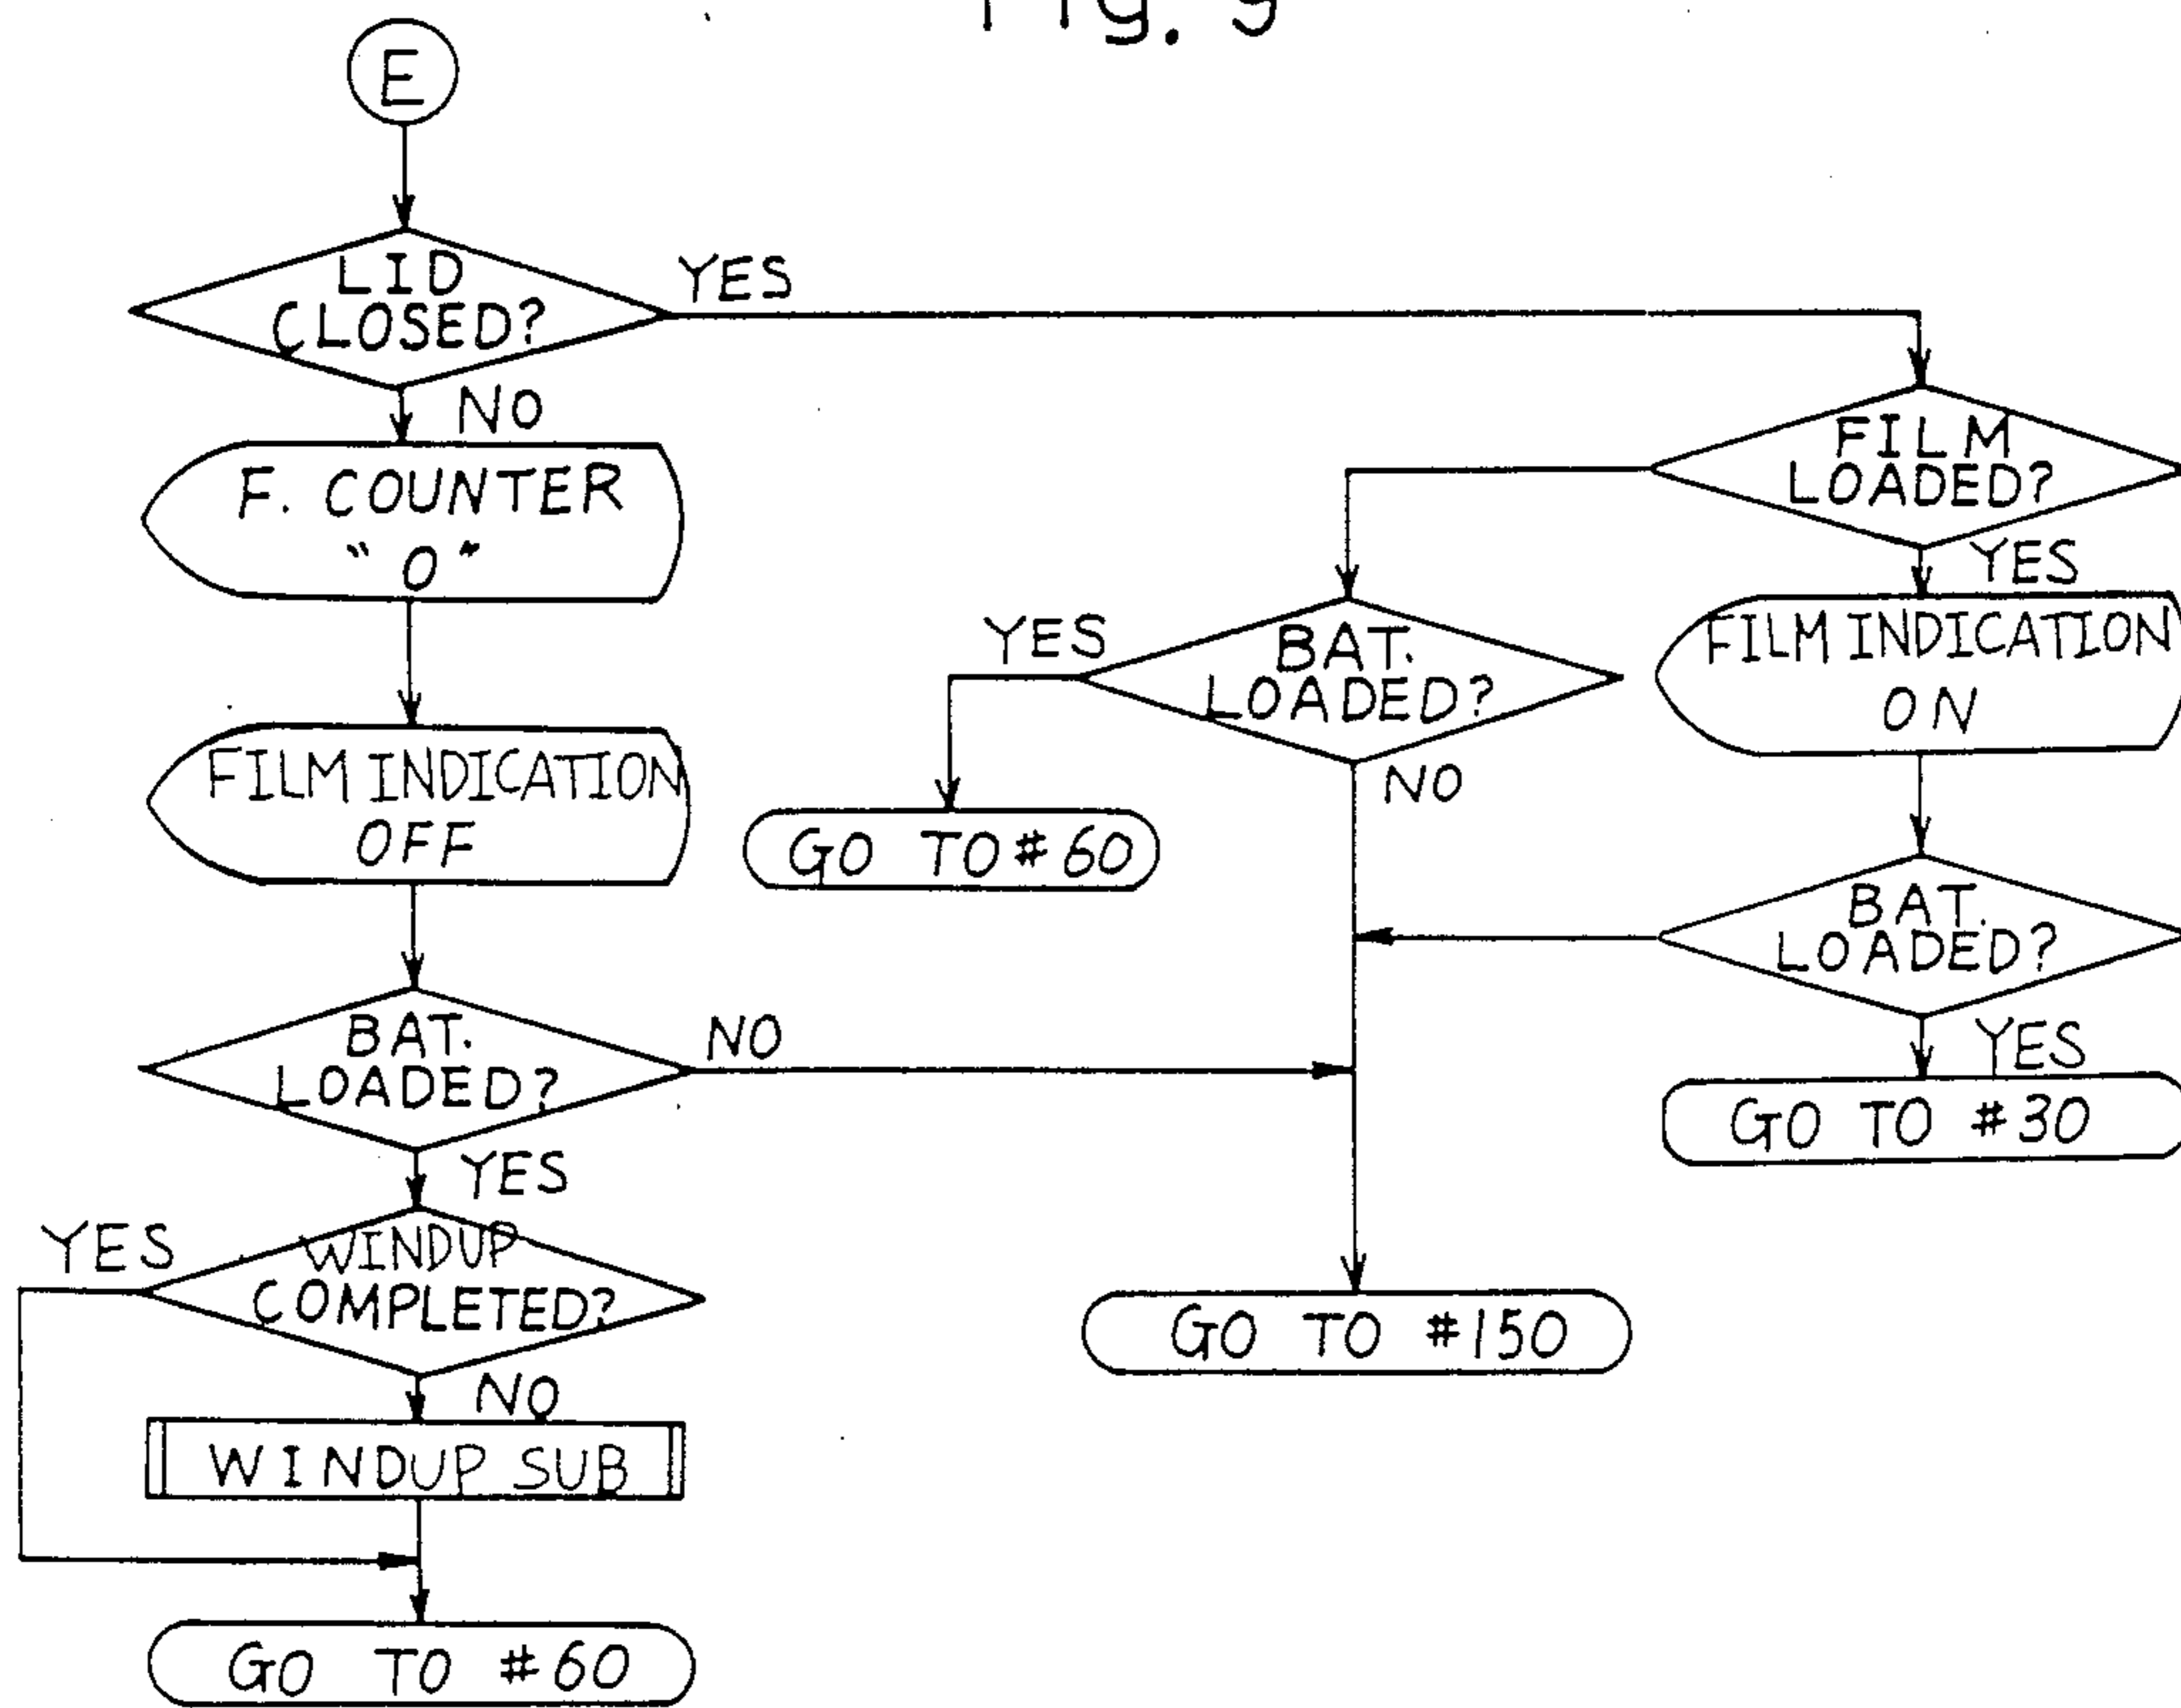 E
LID
CLOSED?
YES
NO
F. COUNTER
"0"
FILM INDICATION
OFF
BAT.
LOADED?
NO
YES
WINDUP
COMPLETED?
YES
NO
WINDUP SUB
GO TO #60
FILM
LOADED?
YES
BAT.
LOADED?
YES
NO
GO TO #60
FILM INDICATION
ON
BAT.
LOADED?
YES
GO TO #30
GO TO #150